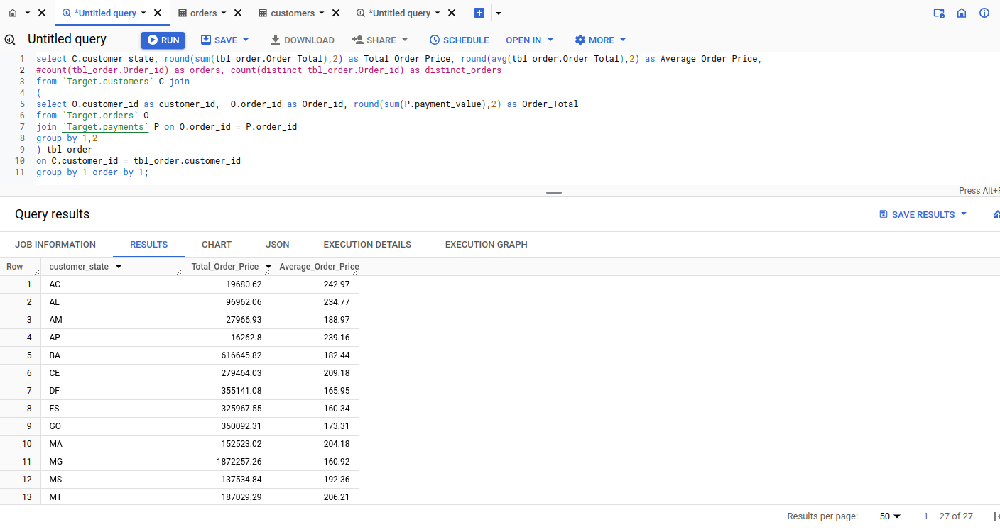 *Untitled query orders customers *Untitled query
Untitled query RUN SAVE DOWNLOAD SHARE SCHEDULE OPEN IN MORE
1 select C.customer_state, round(sum(tbl_order.Order_Total),2) as Total_Order_Price, round(avg(tbl_order.Order_Total),2) as Average_Order_Price,
2 #count(tbl_order.Order_id) as orders, count(distinct tbl_order.Order_id) as distinct_orders
3 from `Target.customers` C join
4 (
5 select O.customer_id as customer_id,  O.order_id as Order_id, round(sum(P.payment_value),2) as Order_Total
6 from `Target.orders` O
7 join `Target.payments` P on O.order_id = P.order_id
8 group by 1,2
9 ) tbl_order
10 on C.customer_id = tbl_order.customer_id
11 group by 1 order by 1;
Press Alt+F
Query results SAVE RESULTS
JOB INFORMATION RESULTS CHART JSON EXECUTION DETAILS EXECUTION GRAPH
Row customer_state Total_Order_Price Average_Order_Price
1 AC 19680.62 242.97
2 AL 96962.06 234.77
3 AM 27966.93 188.97
4 AP 16262.8 239.16
5 BA 616645.82 182.44
6 CE 279464.03 209.18
7 DF 355141.08 165.95
8 ES 325967.55 160.34
9 GO 350092.31 173.31
10 MA 152523.02 204.18
11 MG 1872257.26 160.92
12 MS 137534.84 192.36
13 MT 187029.29 206.21
Results per page: 50 1 – 27 of 27